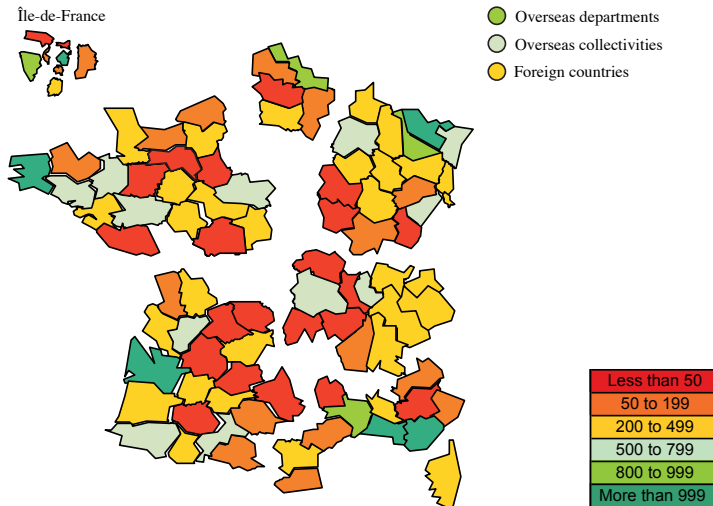 Île-de-France
Overseas departments
Overseas collectivities
Foreign countries
Less than 50
50 to 199
200 to 499
500 to 799
800 to 999
More than 999